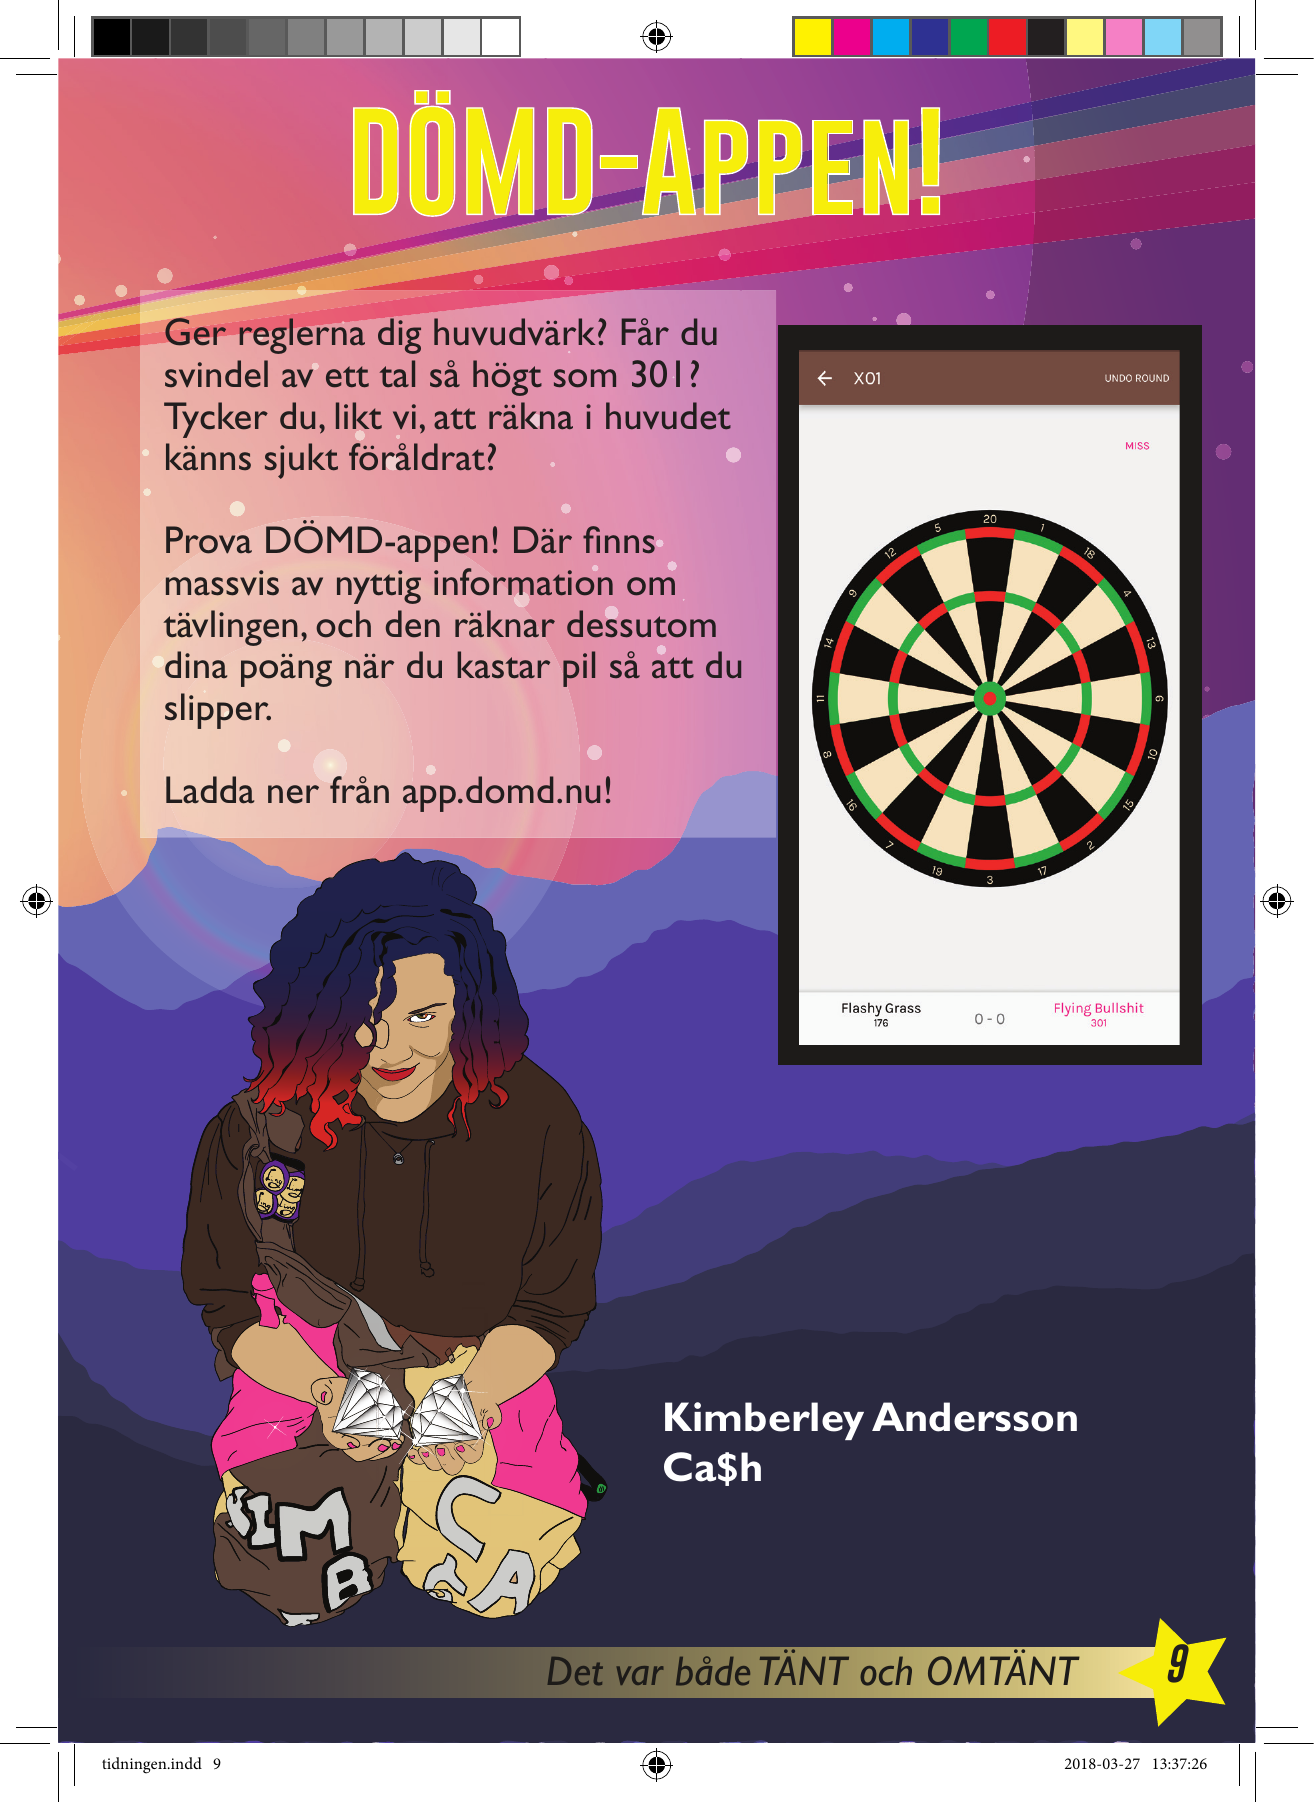 DÖMD-APPEN!
Ger reglerna dig huvudvärk? Får du
svindel av ett tal så högt som 301?
Tycker du, likt vi, att räkna i huvudet
känns sjukt föråldrat?
Prova DÖMD-appen! Där finns
massvis av nyttig information om
tävlingen, och den räknar dessutom
dina poäng när du kastar pil så att du
slipper.
Ladda ner från app.domd.nu!
X01 UNDO ROUND
MISS
20
1
18
4
13
6
10
15
2
17
3
19
7
16
8
11
14
9
12
5
Flashy Grass
176
0 - 0
Flying Bullshit
301
KIM
B
C
A
Kimberley Andersson
Ca$h
Det var både TÄNT och OMTÄNT
9
tidningen.indd 9 2018-03-27 13:37:26